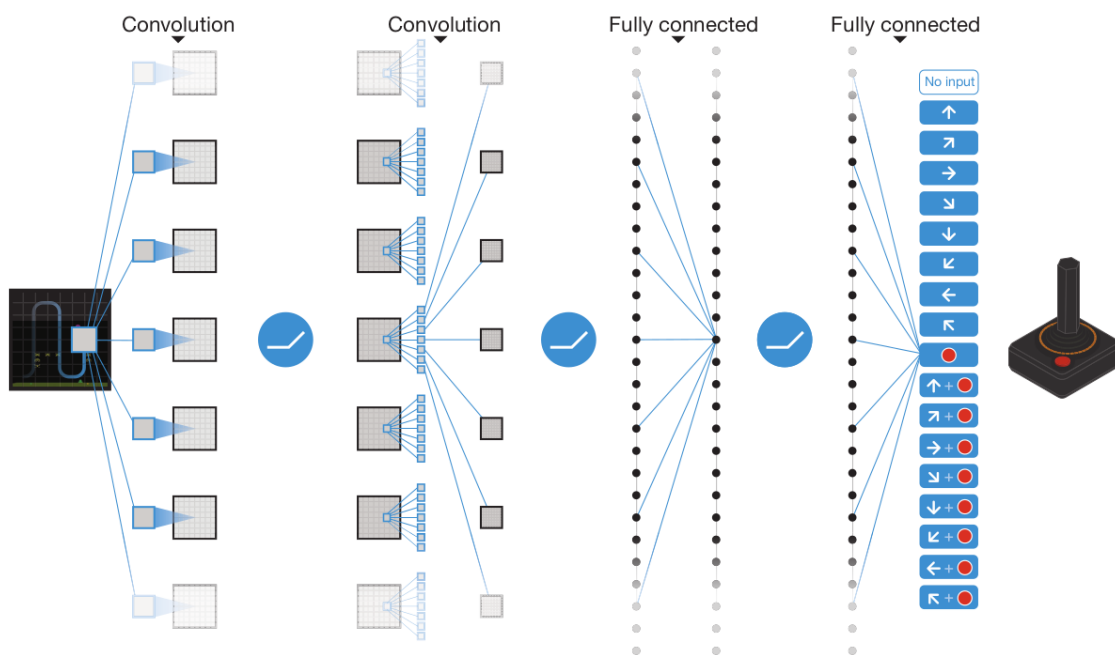 Convolution
Convolution
Fully connected
Fully connected
No input
+
+
+
+
+
+
+
+